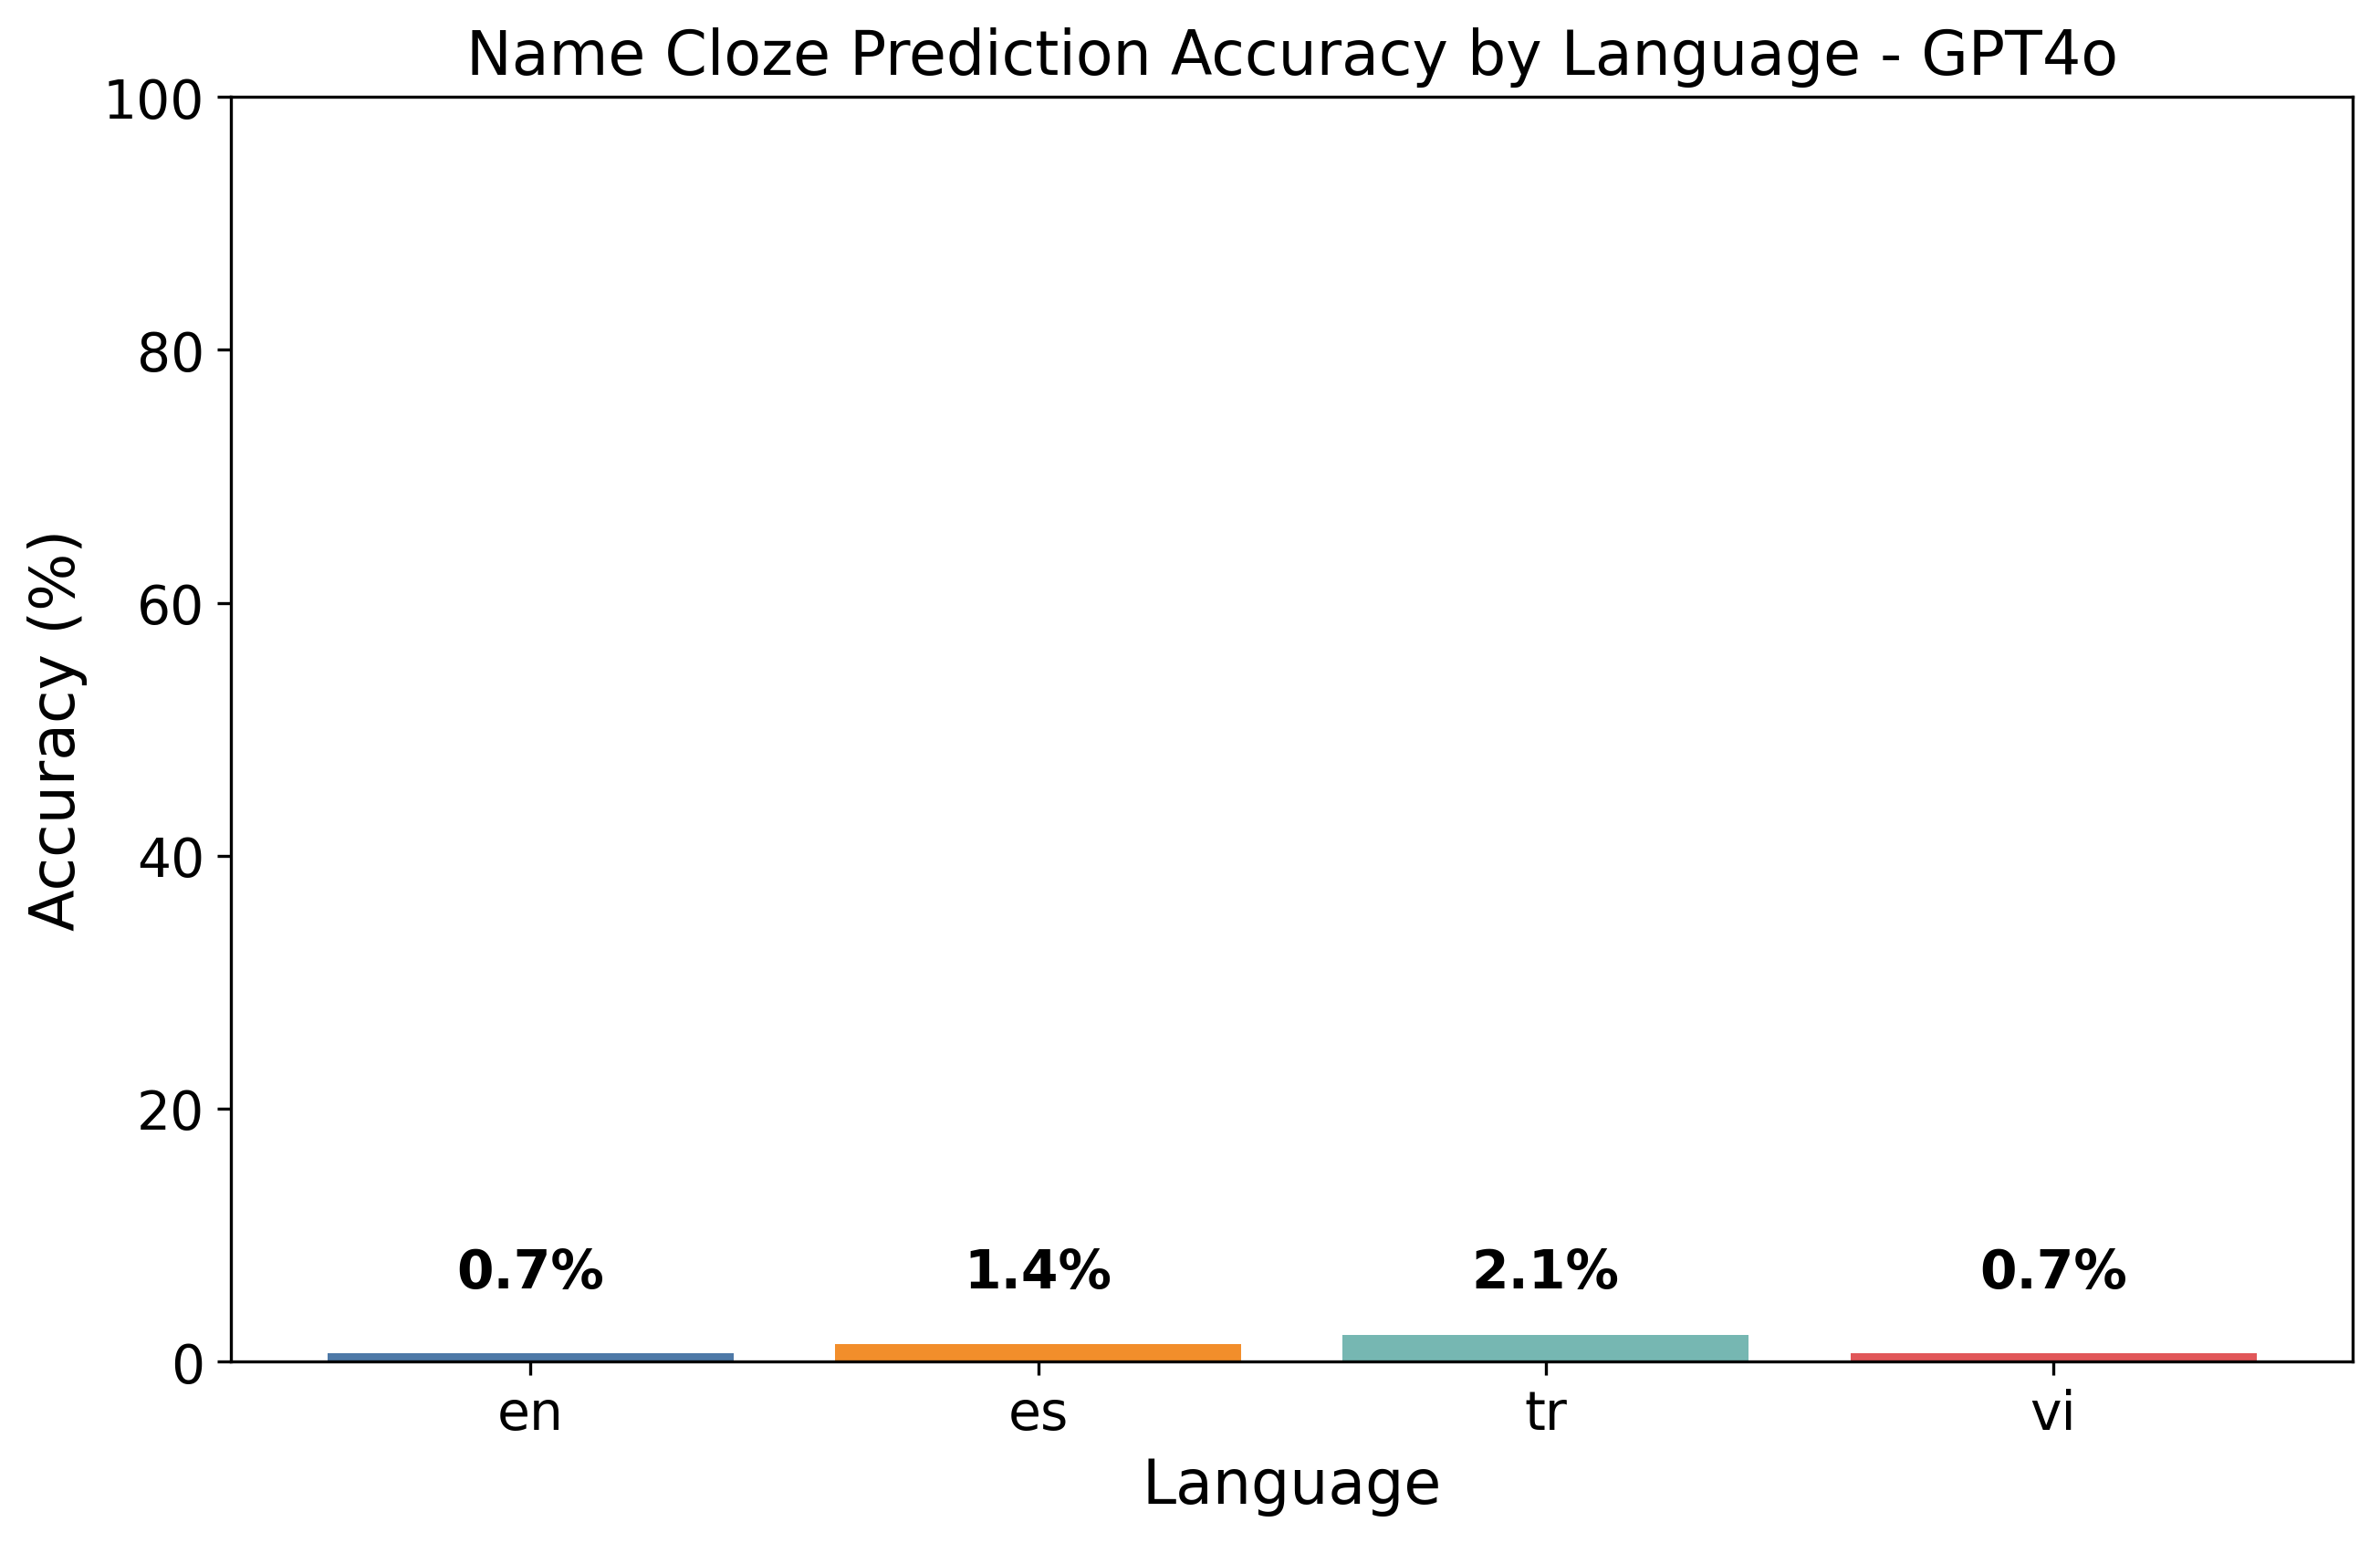 Name Cloze Prediction Accuracy by Language - GPT4o
Accuracy (%)
100
80
60
40
20
0
0.7%
1.4%
2.1%
0.7%
en
es
tr
vi
Language